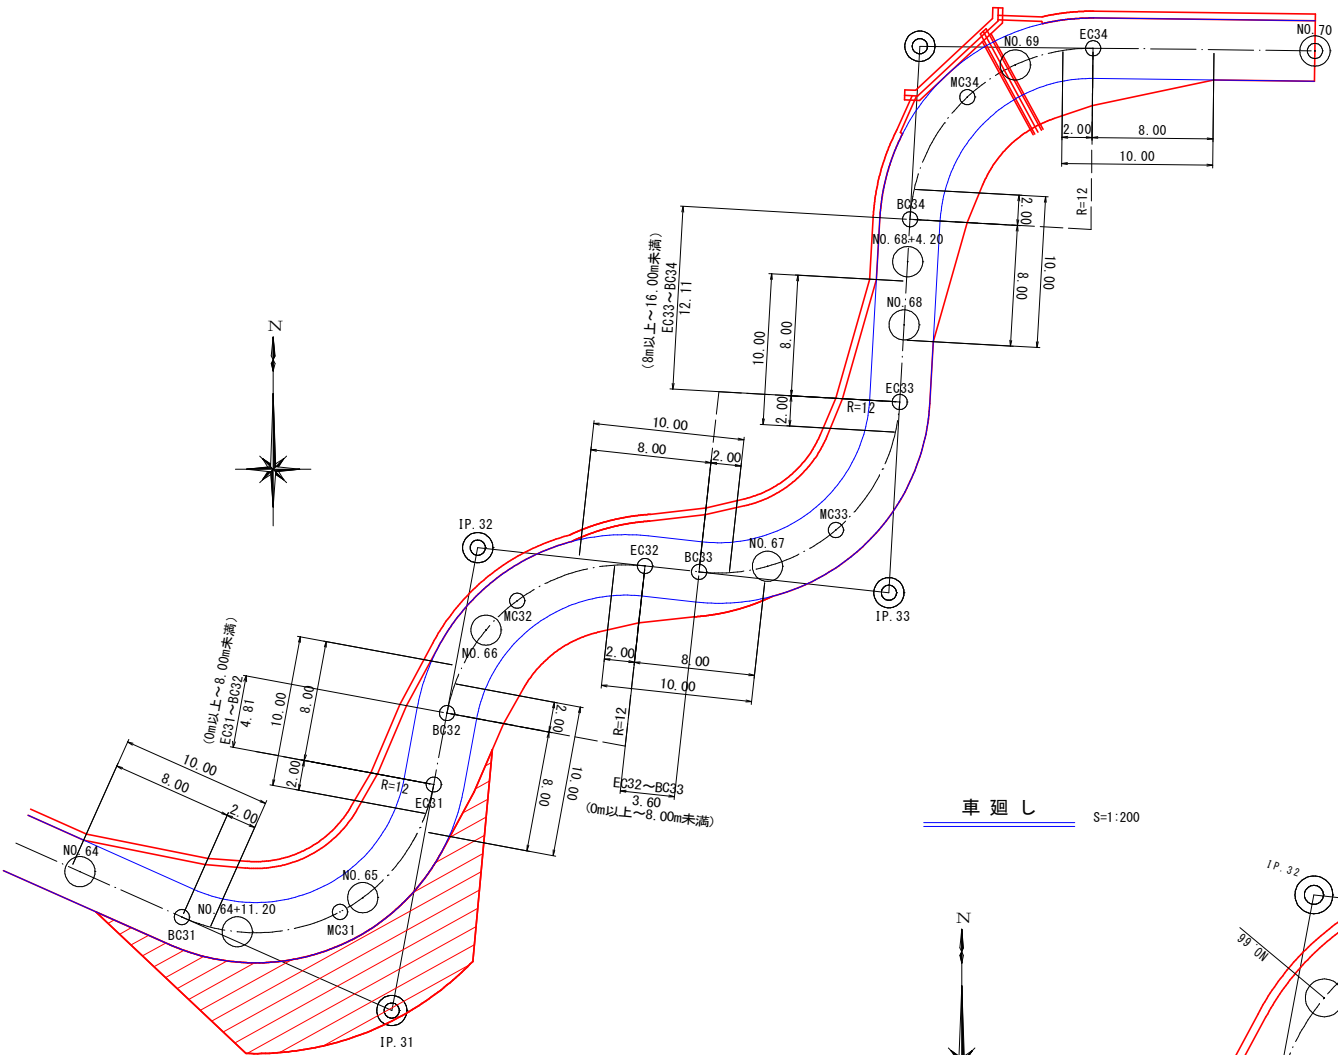 NO.70
EC34
NO.69
MC34
2.00
8.00
10.00
R=12
BC34
2.00
NO.68+4.20
8.00
10.00
(8m以上～16.00m未満)
EC33～BC34
12.11
10.00
8.00
NO.68
EC33
R=12
2.00
N
10.00
8.00
2.00
IP.32
MC33
EC32
BC33
NO.67
MC32
IP.33
NO.66
2.00
8.00
10.00
R=12
(0m以上～8.00m未満)
EC31～BC32
4.81
10.00
8.00
2.00
BC32
2.00
8.00
10.00
R=12
EC31
EC32～BC33
3.60
(0m以上～8.00m未満)
10.00
8.00
2.00
NO.64
NO.65
NO.64+11.20
BC31
MC31
IP.31
車廻し
S=1:200
IP.32
N
NO.66